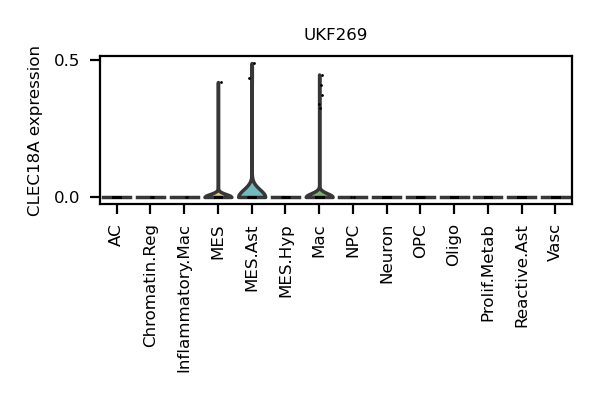 UKF269
CLEC18A expression
0.5
0.0
AC
Chromatin.Reg
Inflammatory.Mac
MES
MES.Ast
MES.Hyp
Mac
NPC
Neuron
OPC
Oligo
Prolif.Metab
Reactive.Ast
Vasc